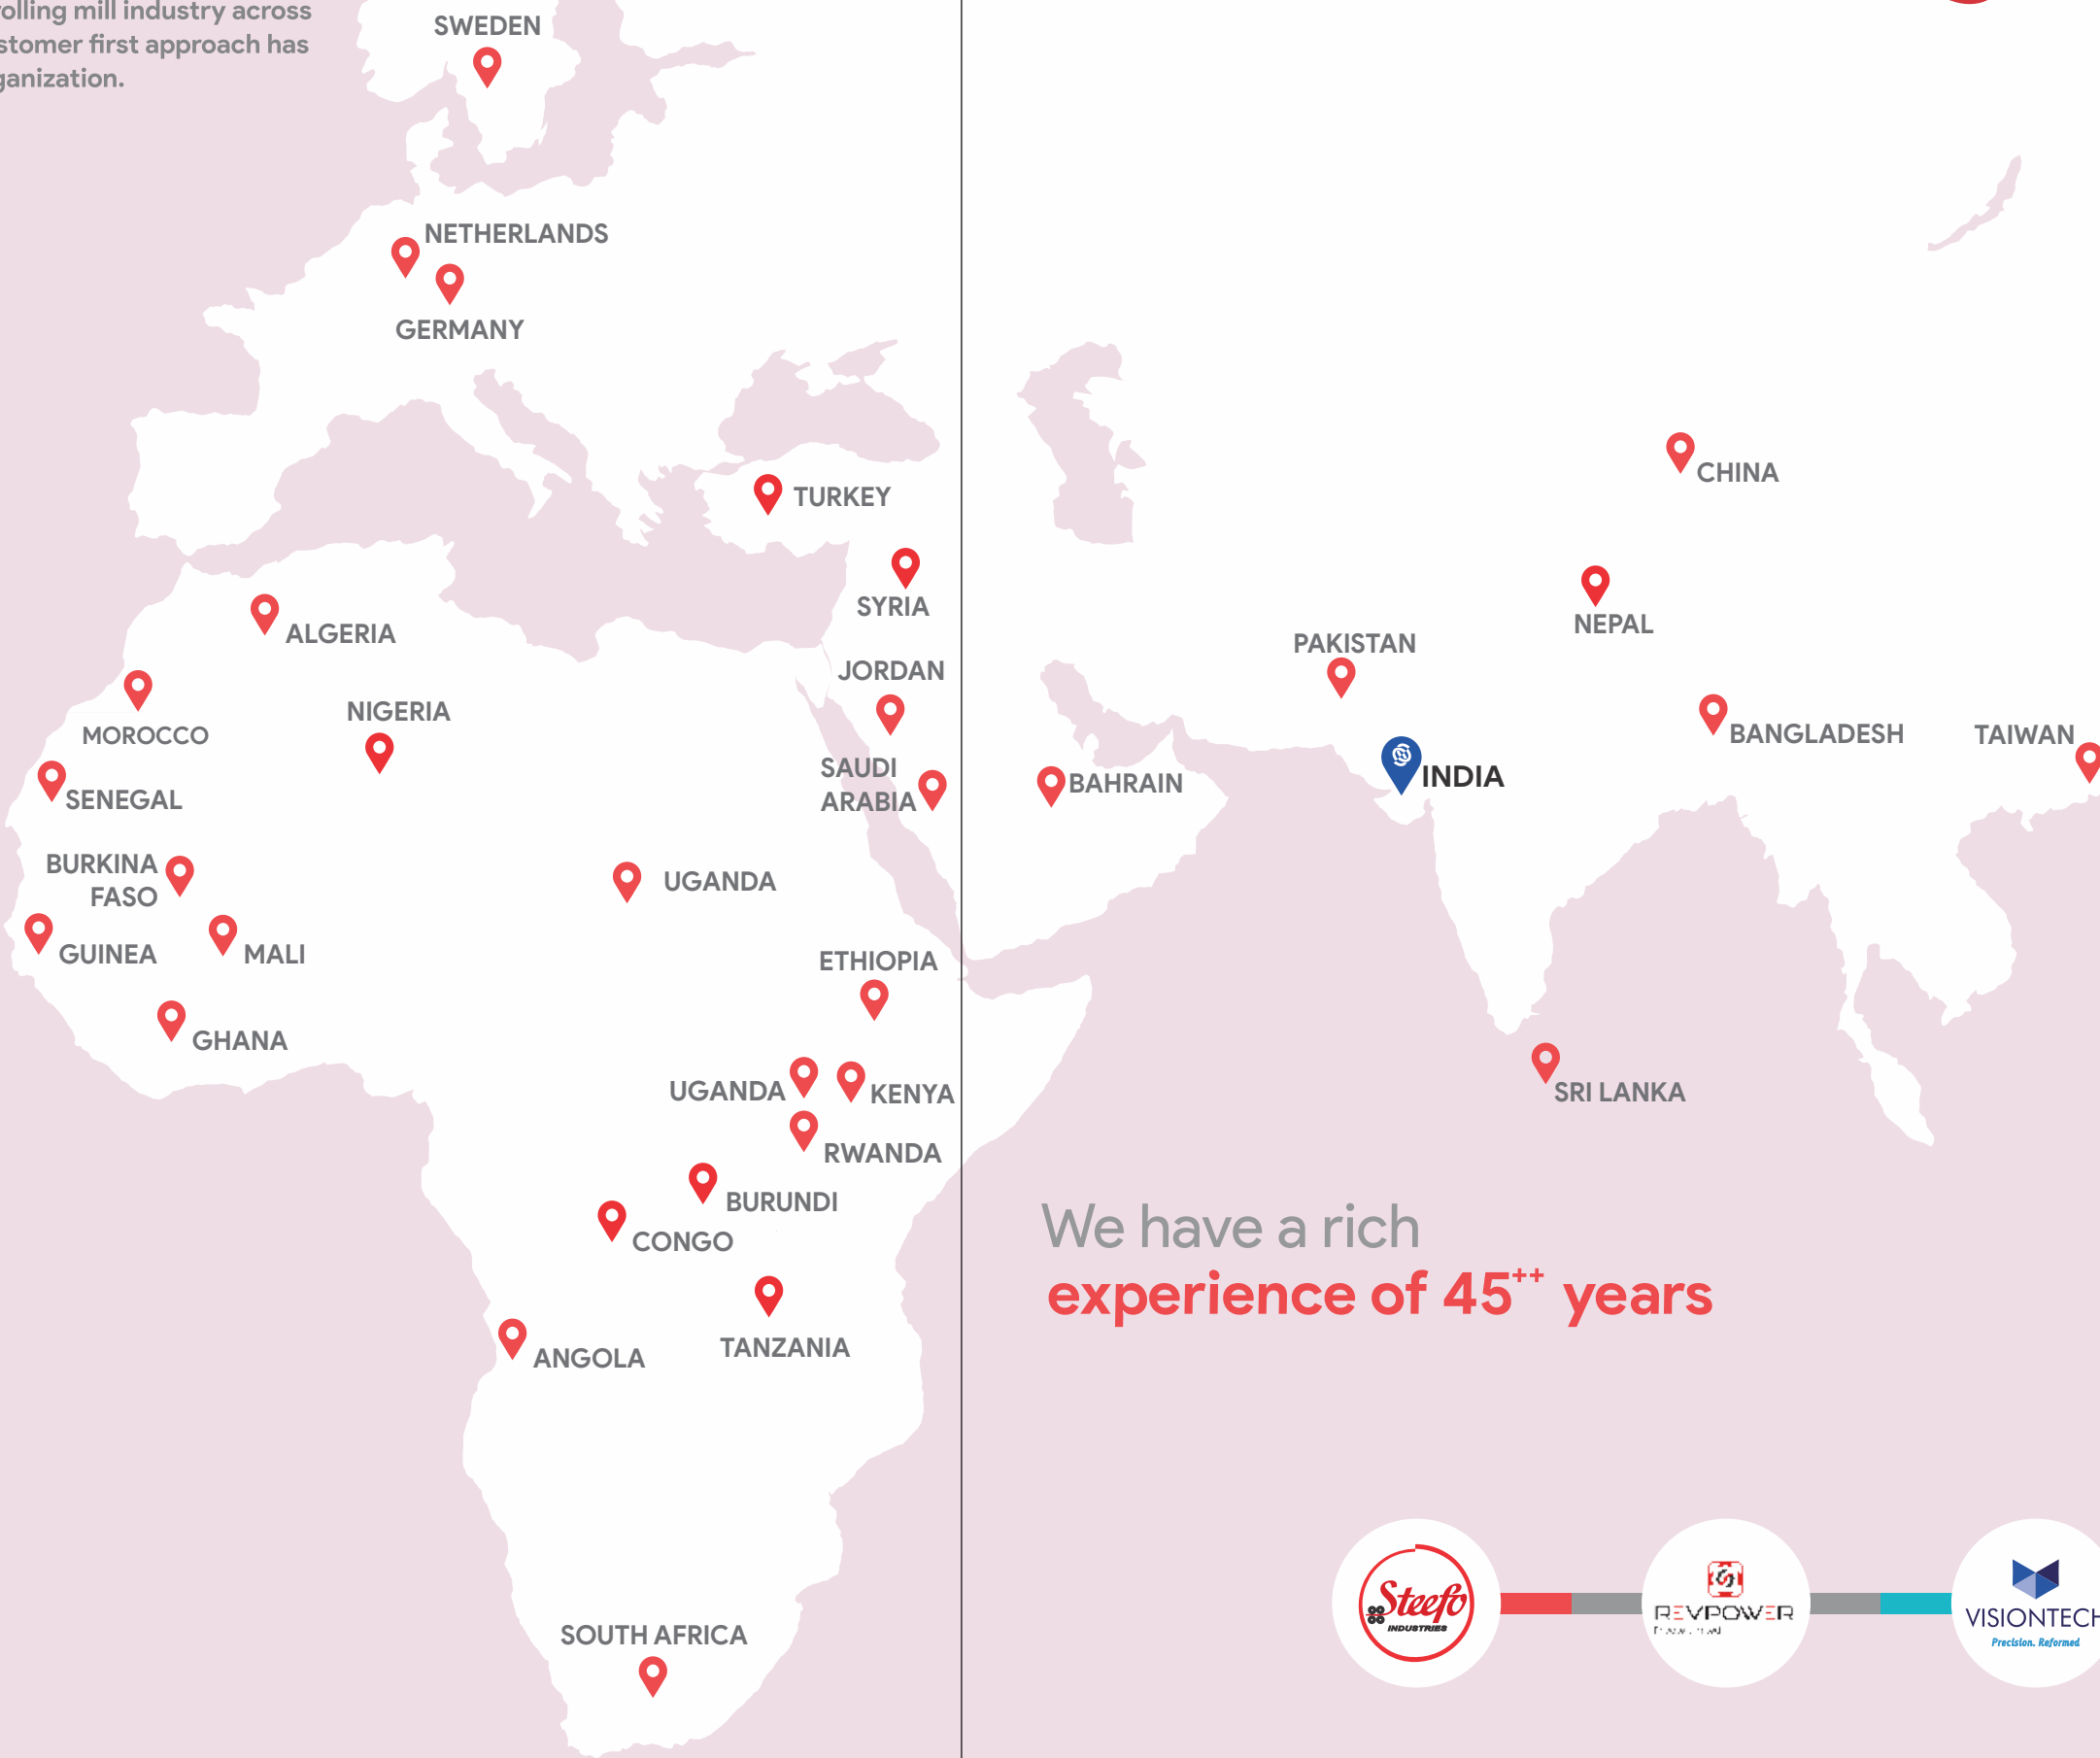 rolling mill industry across
stomer first approach has
ganization.
SWEDEN
NETHERLANDS
GERMANY
TURKEY
SYRIA
ALGERIA
JORDAN
MOROCCO
NIGERIA
SAUDI
ARABIA
SENEGAL
BURKINA
FASO
UGANDA
GUINEA
MALI
ETHIOPIA
GHANA
UGANDA
KENYA
RWANDA
BURUNDI
CONGO
TANZANIA
ANGOLA
SOUTH AFRICA
CHINA
NEPAL
PAKISTAN
BANGLADESH
TAIWAN
BAHRAIN
INDIA
SRI LANKA
We have a rich
experience of 45++ years
Steefo
INDUSTRIES
REVPOWER
VISIONTECH
Precision. Reformed